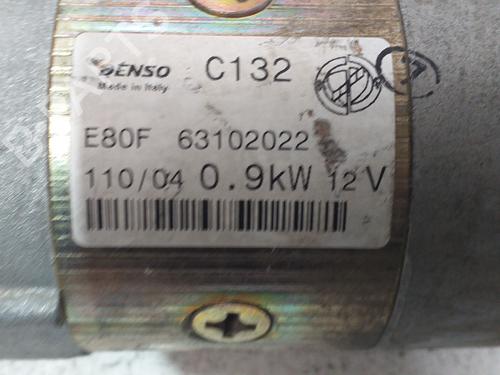 DENSO C132
Made in Italy
E80F 63102022
110/04 0.9kW 12V